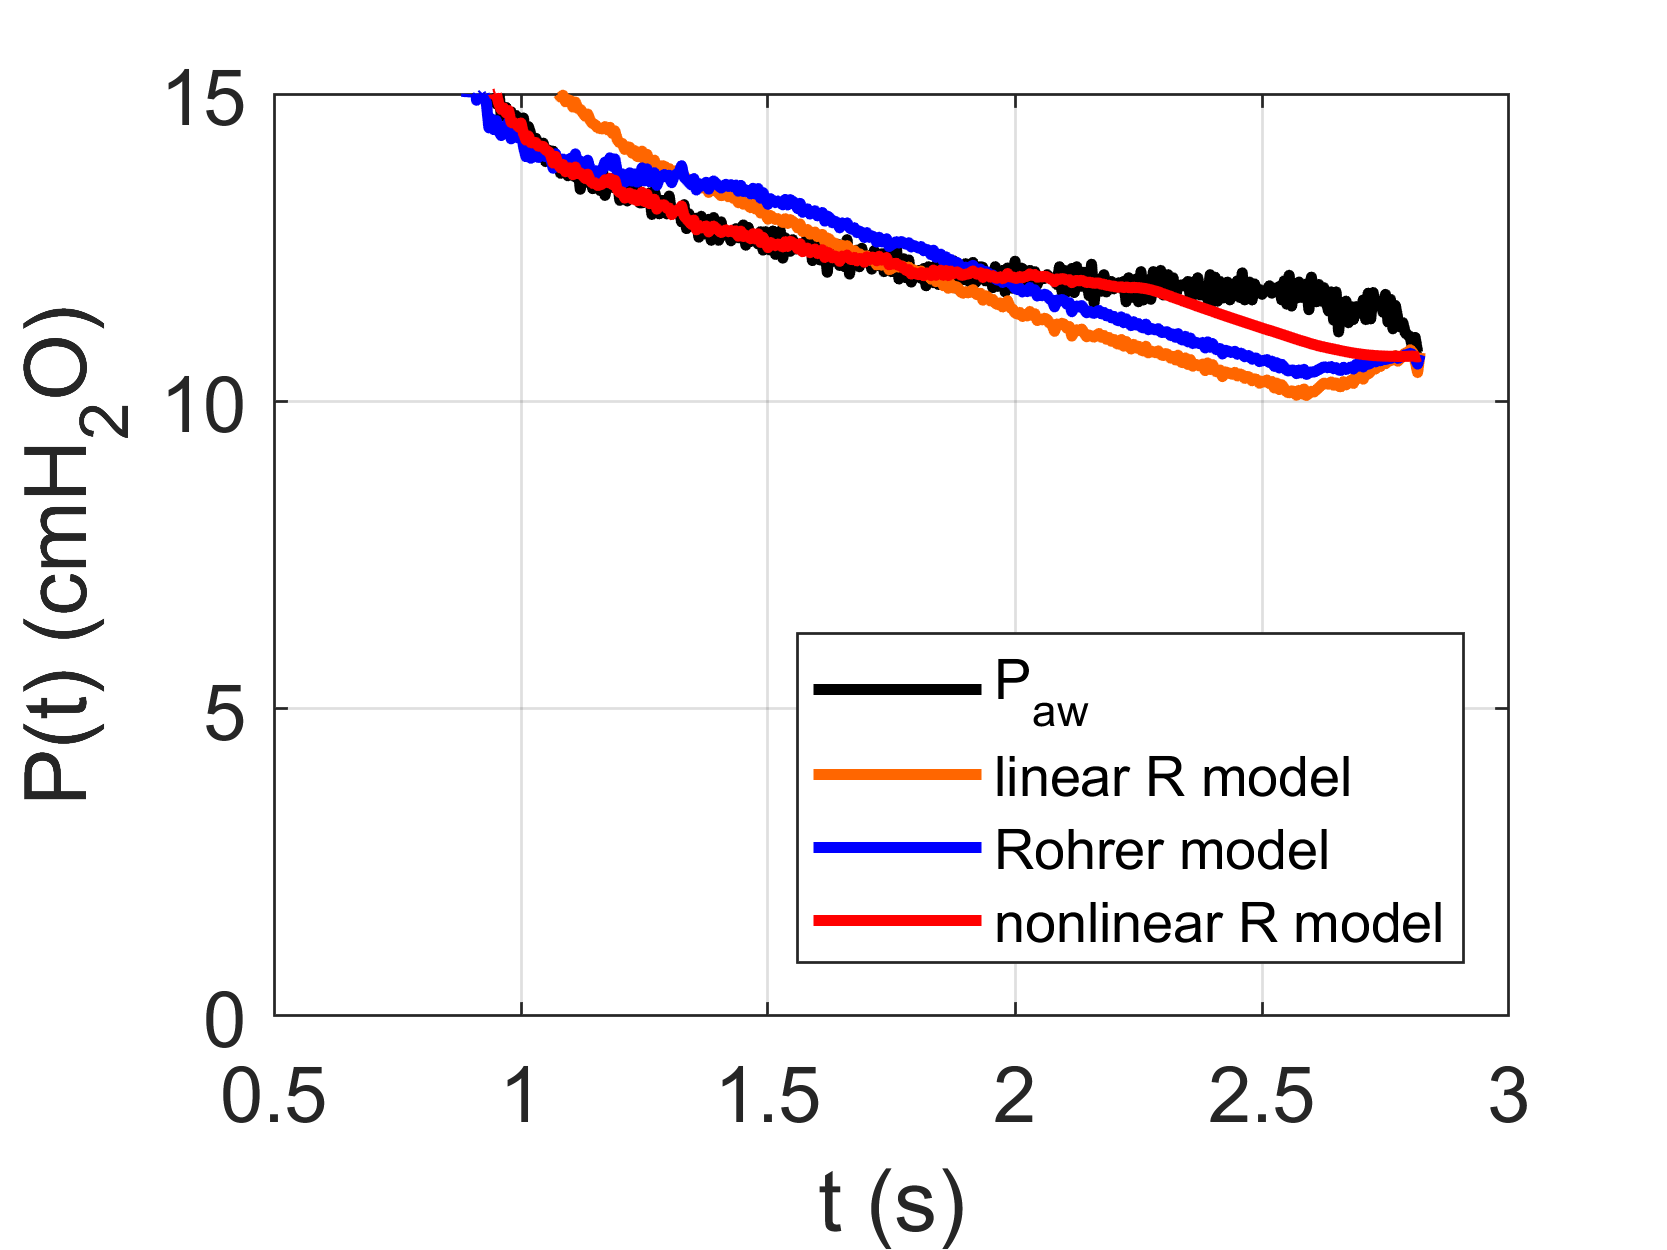 P(t) (cmH2O)
15
10
5
0
0.5 1 1.5 2 2.5 3
t (s)
Paw
linear R model
Rohrer model
nonlinear R model